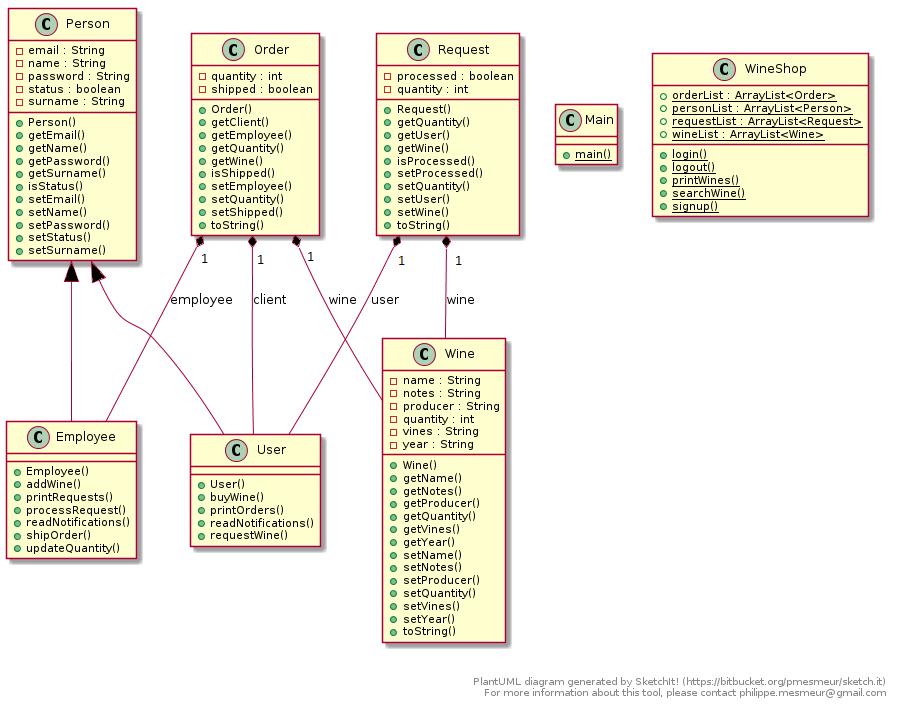 C Person
email : String
name : String
password : String
status : boolean
surname : String
Person()
getEmail()
getName()
getPassword()
getSurname()
isStatus()
setEmail()
setName()
setPassword()
setStatus()
setSurname()
C Order
quantity : int
shipped : boolean
Order()
getClient()
getEmployee()
getQuantity()
getWine()
isShipped()
setEmployee()
setQuantity()
setShipped()
toString()
C Request
processed : boolean
quantity : int
Request()
getQuantity()
getUser()
getWine()
isProcessed()
setProcessed()
setQuantity()
setUser()
setWine()
toString()
C Main
main()
C WineShop
orderList : ArrayList<Order>
personList : ArrayList<Person>
requestList : ArrayList<Request>
wineList : ArrayList<Wine>
login()
logout()
printWines()
searchWine()
signup()
1
1
1
1
1
employee
client
wine
user
wine
C Employee
Employee()
addWine()
printRequests()
processRequest()
readNotifications()
shipOrder()
updateQuantity()
C User
User()
buyWine()
printOrders()
readNotifications()
requestWine()
C Wine
name : String
notes : String
producer : String
quantity : int
vines : String
year : String
Wine()
getName()
getNotes()
getProducer()
getQuantity()
getVines()
getYear()
setName()
setNotes()
setProducer()
setQuantity()
setVines()
setYear()
toString()
PlantUML diagram generated by SketchIt! (https://bitbucket.org/pmesmeur/sketch.it)
For more information about this tool, please contact philippe.mesmeur@gmail.com